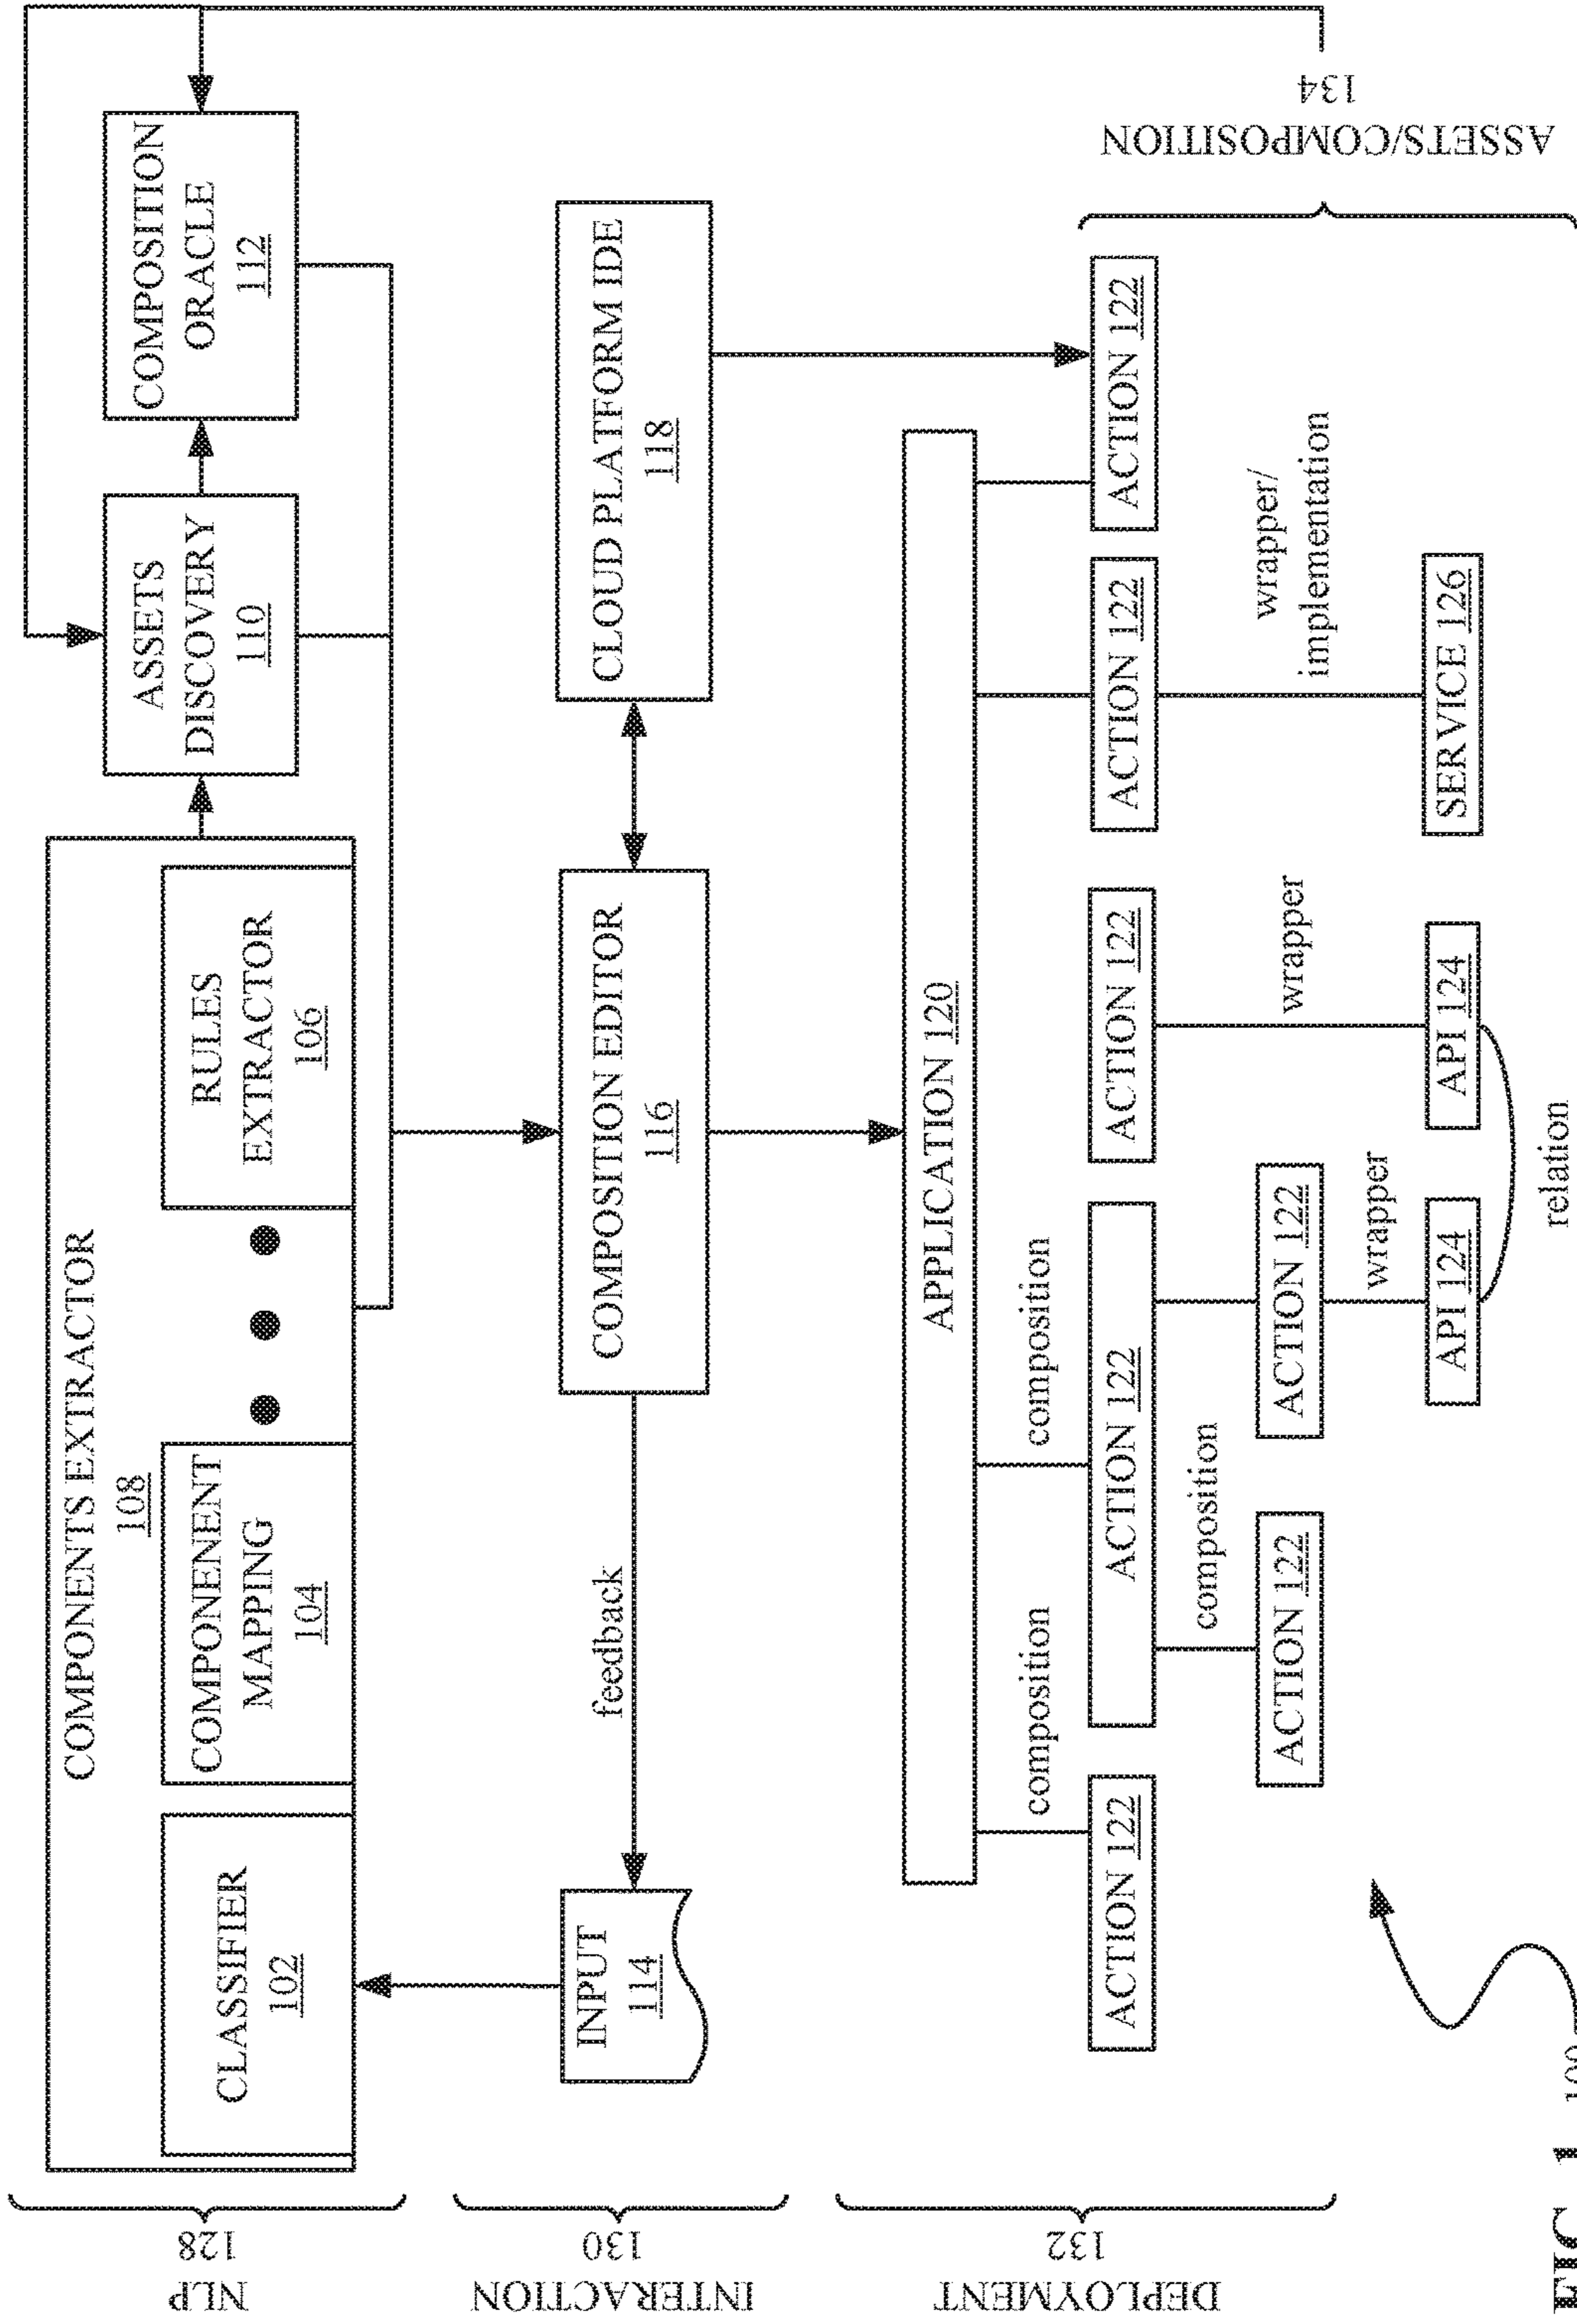 NLP
128
COMPONENTS EXTRACTOR
108
CLASSIFIER
102
COMPONENENT
MAPPING
104
RULES
EXTRACTOR
106
ASSETS
DISCOVERY
110
COMPOSITION
ORACLE
112
INTERACTION
130
INPUT
114
feedback
COMPOSITION EDITOR
116
CLOUD PLATFORM IDE
118
DEPLOYMENT
132
APPLICATION 120
composition
composition
ACTION 122
ACTION 122
ACTION 122
ACTION 122
ACTION 122
composition
ACTION 122
ACTION 122
wrapper
wrapper
wrapper/
implementation
API 124
API 124
SERVICE 126
relation
ASSETS/COMPOSITION
134
FIG. 1
100